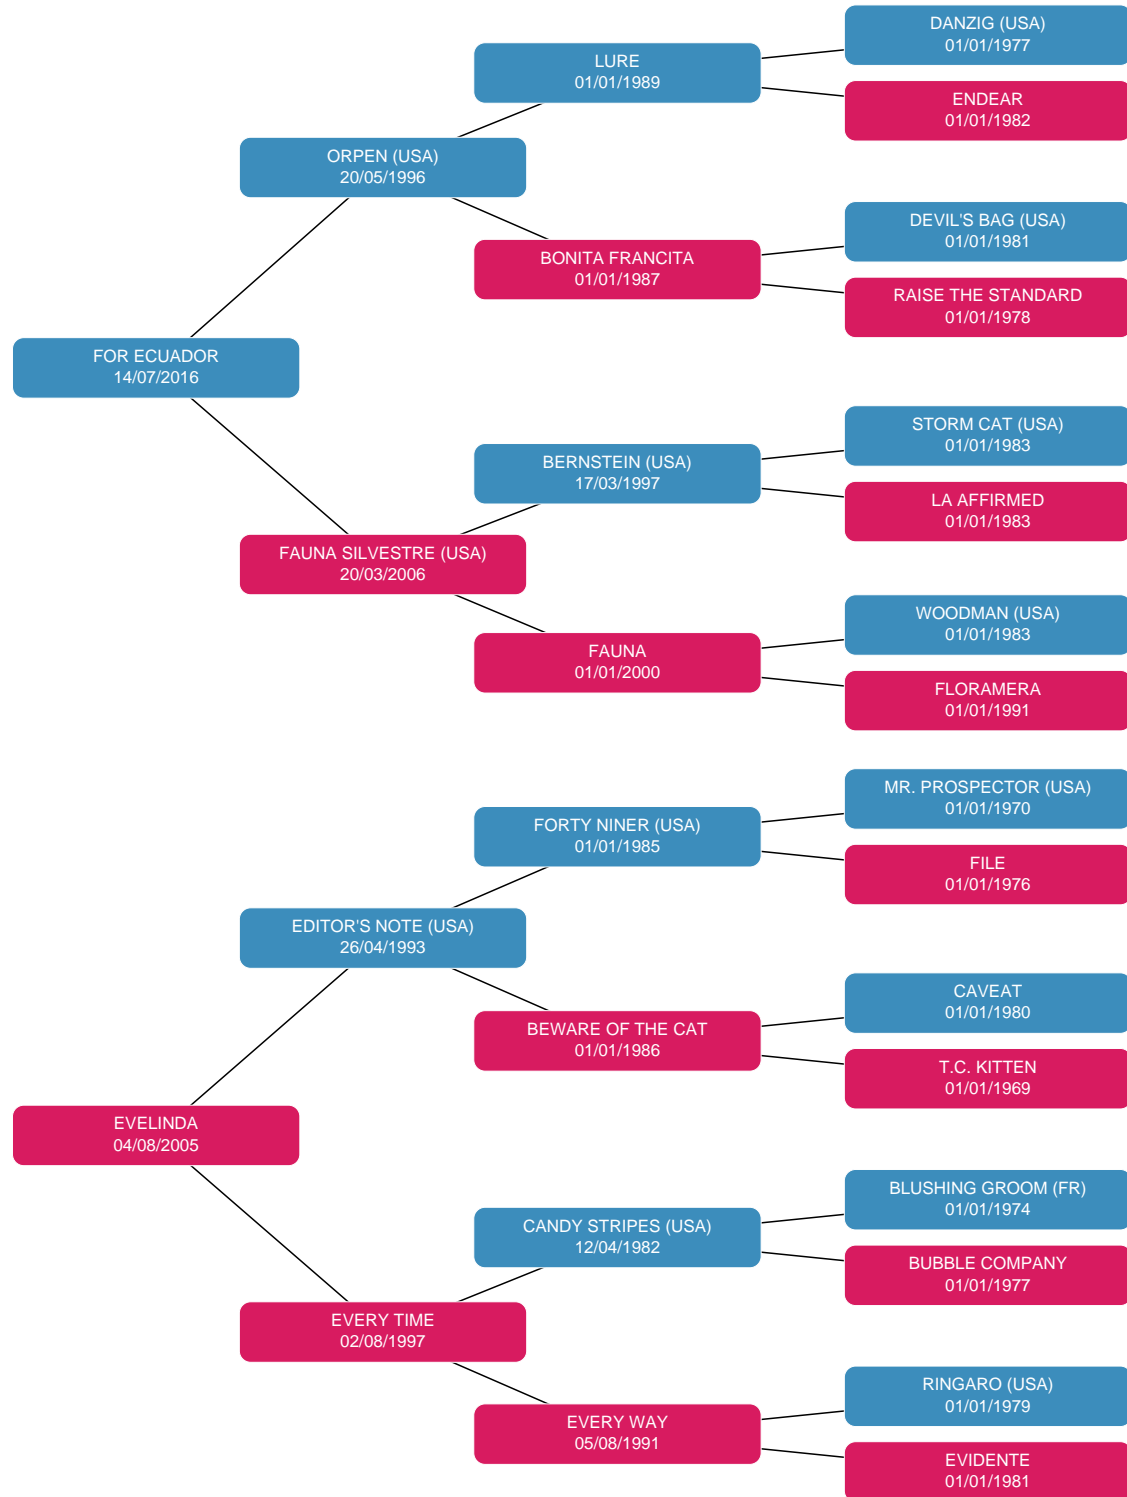 DANZIG (USA)
01/01/1977
LURE
01/01/1989
ENDEAR
01/01/1982
ORPEN (USA)
20/05/1996
DEVIL'S BAG (USA)
01/01/1981
BONITA FRANCITA
01/01/1987
RAISE THE STANDARD
01/01/1978
FOR ECUADOR
14/07/2016
STORM CAT (USA)
01/01/1983
BERNSTEIN (USA)
17/03/1997
LA AFFIRMED
01/01/1983
FAUNA SILVESTRE (USA)
20/03/2006
WOODMAN (USA)
01/01/1983
FAUNA
01/01/2000
FLORAMERA
01/01/1991
MR. PROSPECTOR (USA)
01/01/1970
FORTY NINER (USA)
01/01/1985
FILE
01/01/1976
EDITOR'S NOTE (USA)
26/04/1993
CAVEAT
01/01/1980
BEWARE OF THE CAT
01/01/1986
T.C. KITTEN
01/01/1969
EVELINDA
04/08/2005
BLUSHING GROOM (FR)
01/01/1974
CANDY STRIPES (USA)
12/04/1982
BUBBLE COMPANY
01/01/1977
EVERY TIME
02/08/1997
RINGARO (USA)
01/01/1979
EVERY WAY
05/08/1991
EVIDENTE
01/01/1981